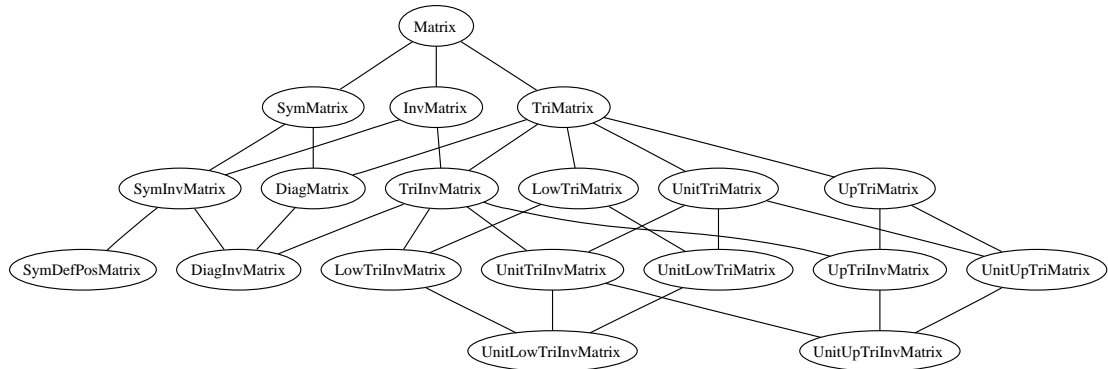 Matrix
SymMatrix InvMatrix TriMatrix
SymInvMatrix DiagMatrix TriInvMatrix LowTriMatrix UnitTriMatrix UpTriMatrix
SymDefPosMatrix DiagInvMatrix LowTriInvMatrix UnitTriInvMatrix UnitLowTriMatrix UpTriInvMatrix UnitUpTriMatrix
UnitLowTriInvMatrix UnitUpTriInvMatrix